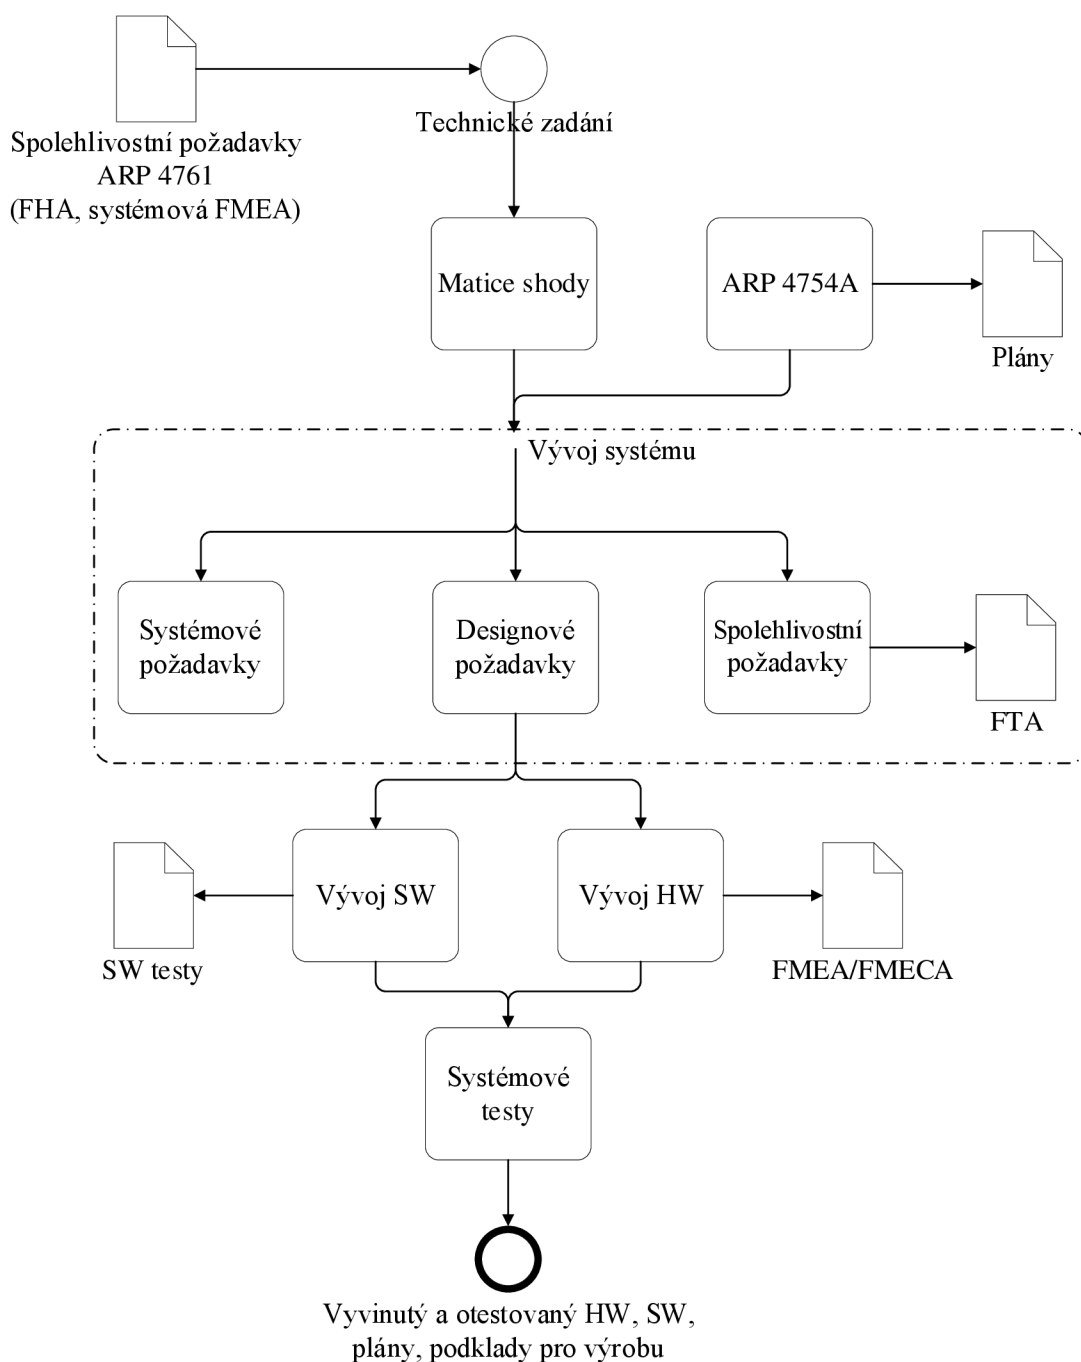 Technické zadání
Spolehlivostní požadavky
ARP 4761
(FHA, systémová FMEA)
Matice shody
ARP 4754A
Plány
Vývoj systému
Systémové
požadavky
Designové
požadavky
Spolehlivostní
požadavky
FTA
Vývoj SW
Vývoj HW
SW testy
FMEA/FMECA
Systémové
testy
Vyvinutý a otestovaný HW, SW,
plány, podklady pro výrobu